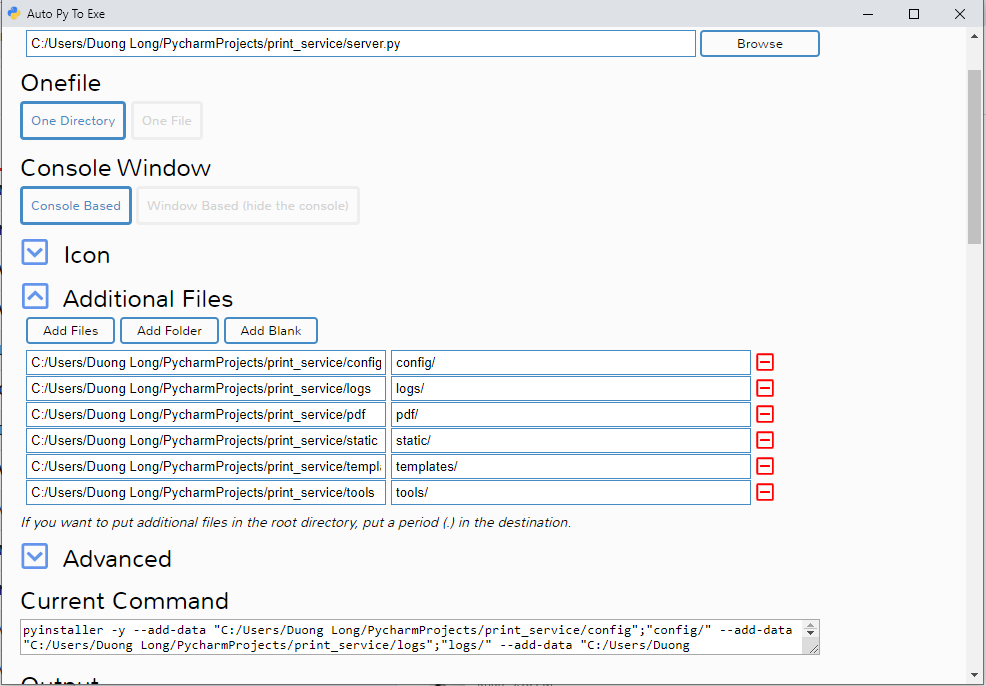 Auto Py To Exe
C:/Users/Duong Long/PycharmProjects/print_service/server.py
Browse
Onefile
One Directory
One File
Console Window
Console Based
Window Based (hide the console)
Icon
Additional Files
Add Files
Add Folder
Add Blank
C:/Users/Duong Long/PycharmProjects/print_service/config config/
C:/Users/Duong Long/PycharmProjects/print_service/logs logs/
C:/Users/Duong Long/PycharmProjects/print_service/pdf pdf/
C:/Users/Duong Long/PycharmProjects/print_service/static static/
C:/Users/Duong Long/PycharmProjects/print_service/templ templates/
C:/Users/Duong Long/PycharmProjects/print_service/tools tools/
If you want to put additional files in the root directory, put a period (.) in the destination.
Advanced
Current Command
pyinstaller -y --add-data "C:/Users/Duong Long/PycharmProjects/print_service/config";"config/" --add-data
"C:/Users/Duong Long/PycharmProjects/print_service/logs";"logs/" --add-data "C:/Users/Duong
Output